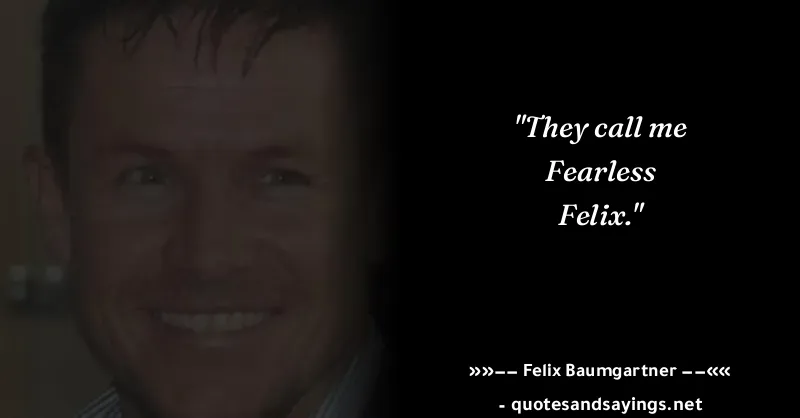 "They call me
Fearless
Felix."
»»–– Felix Baumgartner ––««
- quotesandsayings.net